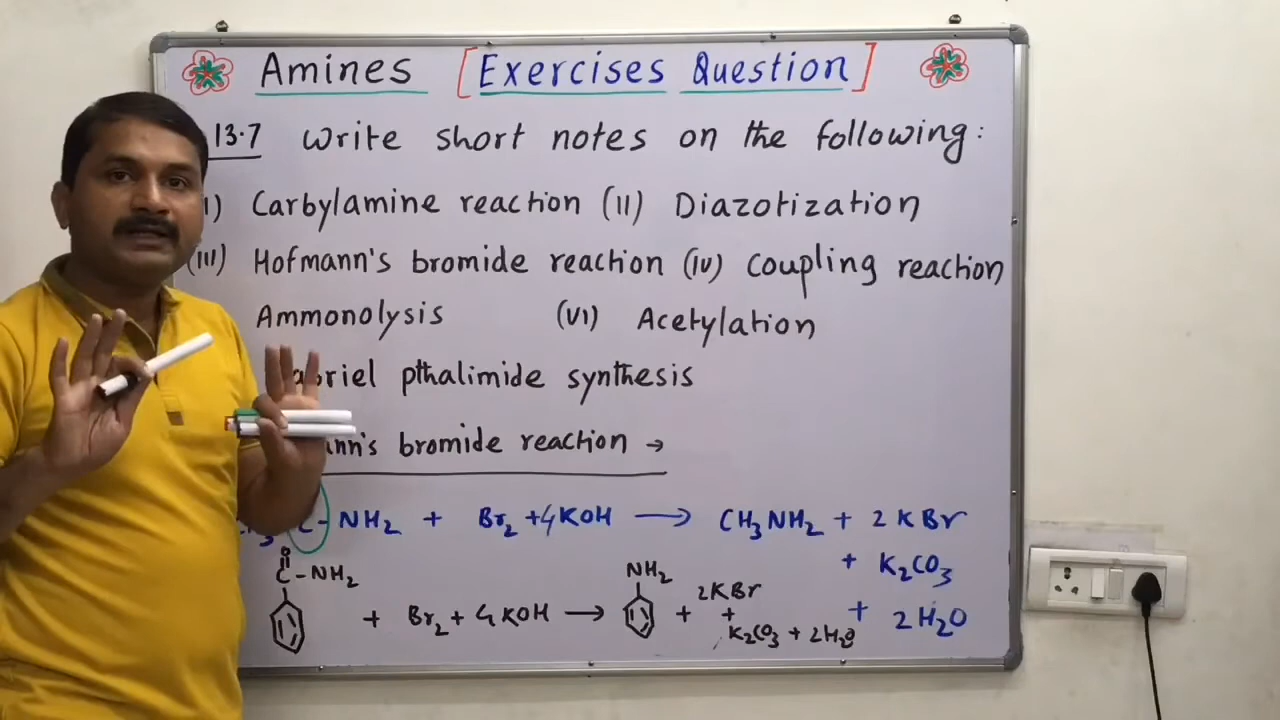 Amines [Exercises Question]
13.7 Write short notes on the following:
I) Carbylamine reaction (II) Diazotization
(III) Hofmann's bromide reaction (IV) Coupling reaction
Ammonolysis (VI) Acetylation
pthalimide synthesis
bromide reaction →
C-NH2 + Br2 + 4KOH → CH3NH2 + 2KBr
+ K2CO3
+ 2H2O
O
C-NH2
+ Br2 + 4KOH →
NH2
+ 2KBr
+
K2CO3 + 2H2O